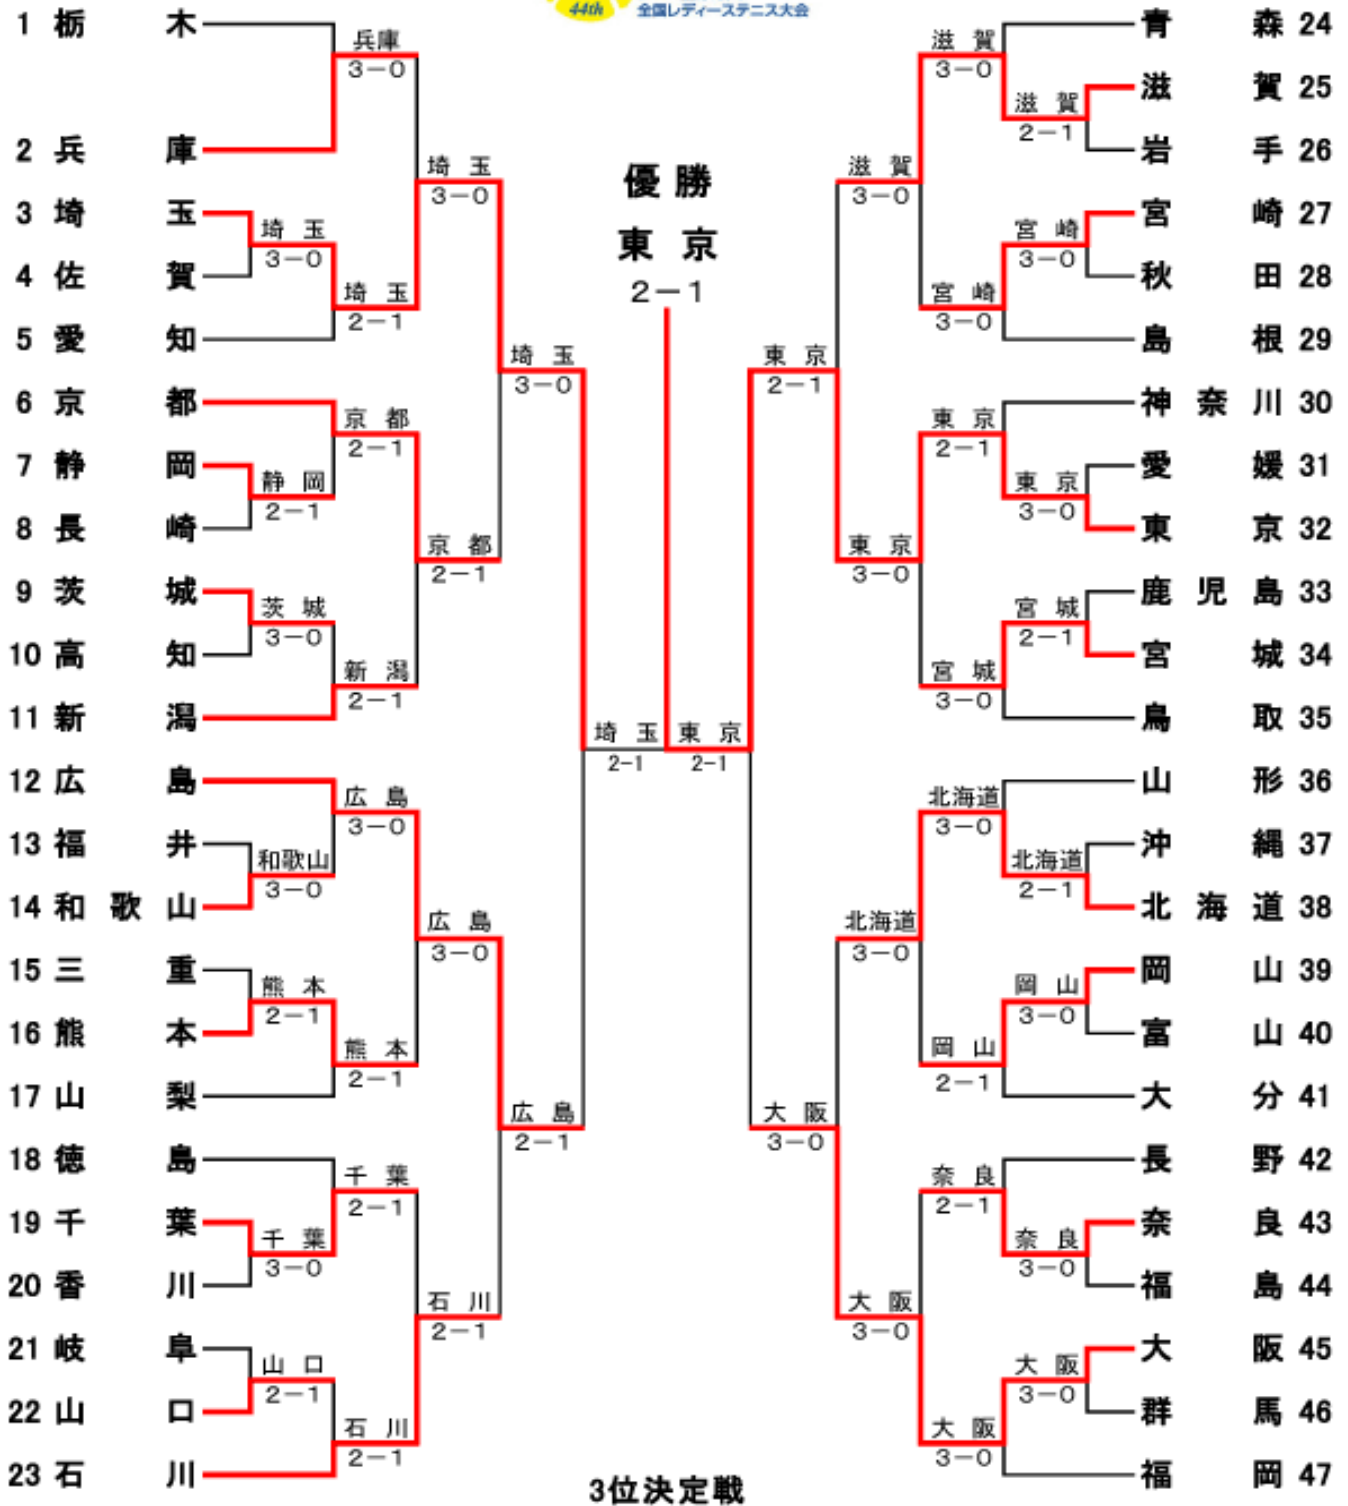 44th 全国レディーステニス大会
1 栃 木
2 兵 庫
3 埼 玉
4 佐 賀
5 愛 知
6 京 都
7 静 岡
8 長 崎
9 茨 城
10 高 知
11 新 潟
12 広 島
13 福 井
14 和 歌 山
15 三 重
16 熊 本
17 山 梨
18 徳 島
19 千 葉
20 香 川
21 岐 阜
22 山 口
23 石 川
埼 玉
3-0
静 岡
2-1
茨 城
3-0
和歌山
3-0
熊 本
2-1
千 葉
3-0
山 口
2-1
兵庫
3-0
埼 玉
2-1
京 都
2-1
新 潟
2-1
広 島
3-0
熊 本
2-1
千 葉
2-1
石 川
2-1
埼 玉
3-0
京 都
2-1
広 島
3-0
石 川
2-1
埼 玉
3-0
広 島
2-1
埼 玉
2-1
優 勝
東 京
2-1
東 京
2-1
東 京
2-1
大 阪
3-0
滋 賀
3-0
東 京
3-0
北海道
3-0
大 阪
3-0
滋 賀
3-0
宮 崎
3-0
東 京
2-1
宮 城
3-0
北海道
3-0
岡 山
2-1
奈 良
2-1
大 阪
3-0
滋 賀
2-1
宮 崎
3-0
東 京
3-0
宮 城
2-1
北海道
2-1
岡 山
3-0
奈 良
3-0
大 阪
3-0
青 森 24
滋 賀 25
岩 手 26
宮 崎 27
秋 田 28
島 根 29
神 奈 川 30
愛 媛 31
東 京 32
鹿 児 島 33
宮 城 34
鳥 取 35
山 形 36
沖 縄 37
北 海 道 38
岡 山 39
富 山 40
大 分 41
長 野 42
奈 良 43
福 島 44
大 阪 45
群 馬 46
福 岡 47
3位決定戦